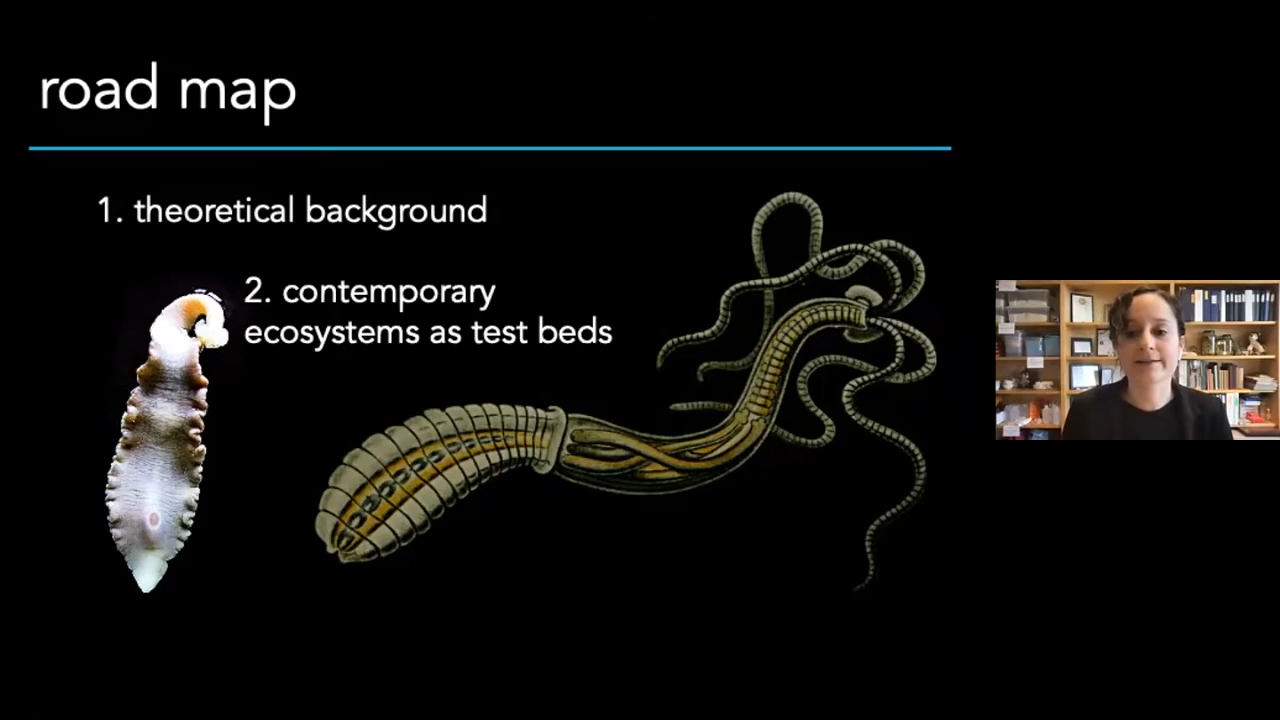 road map
1. theoretical background
2. contemporary
ecosystems as test beds